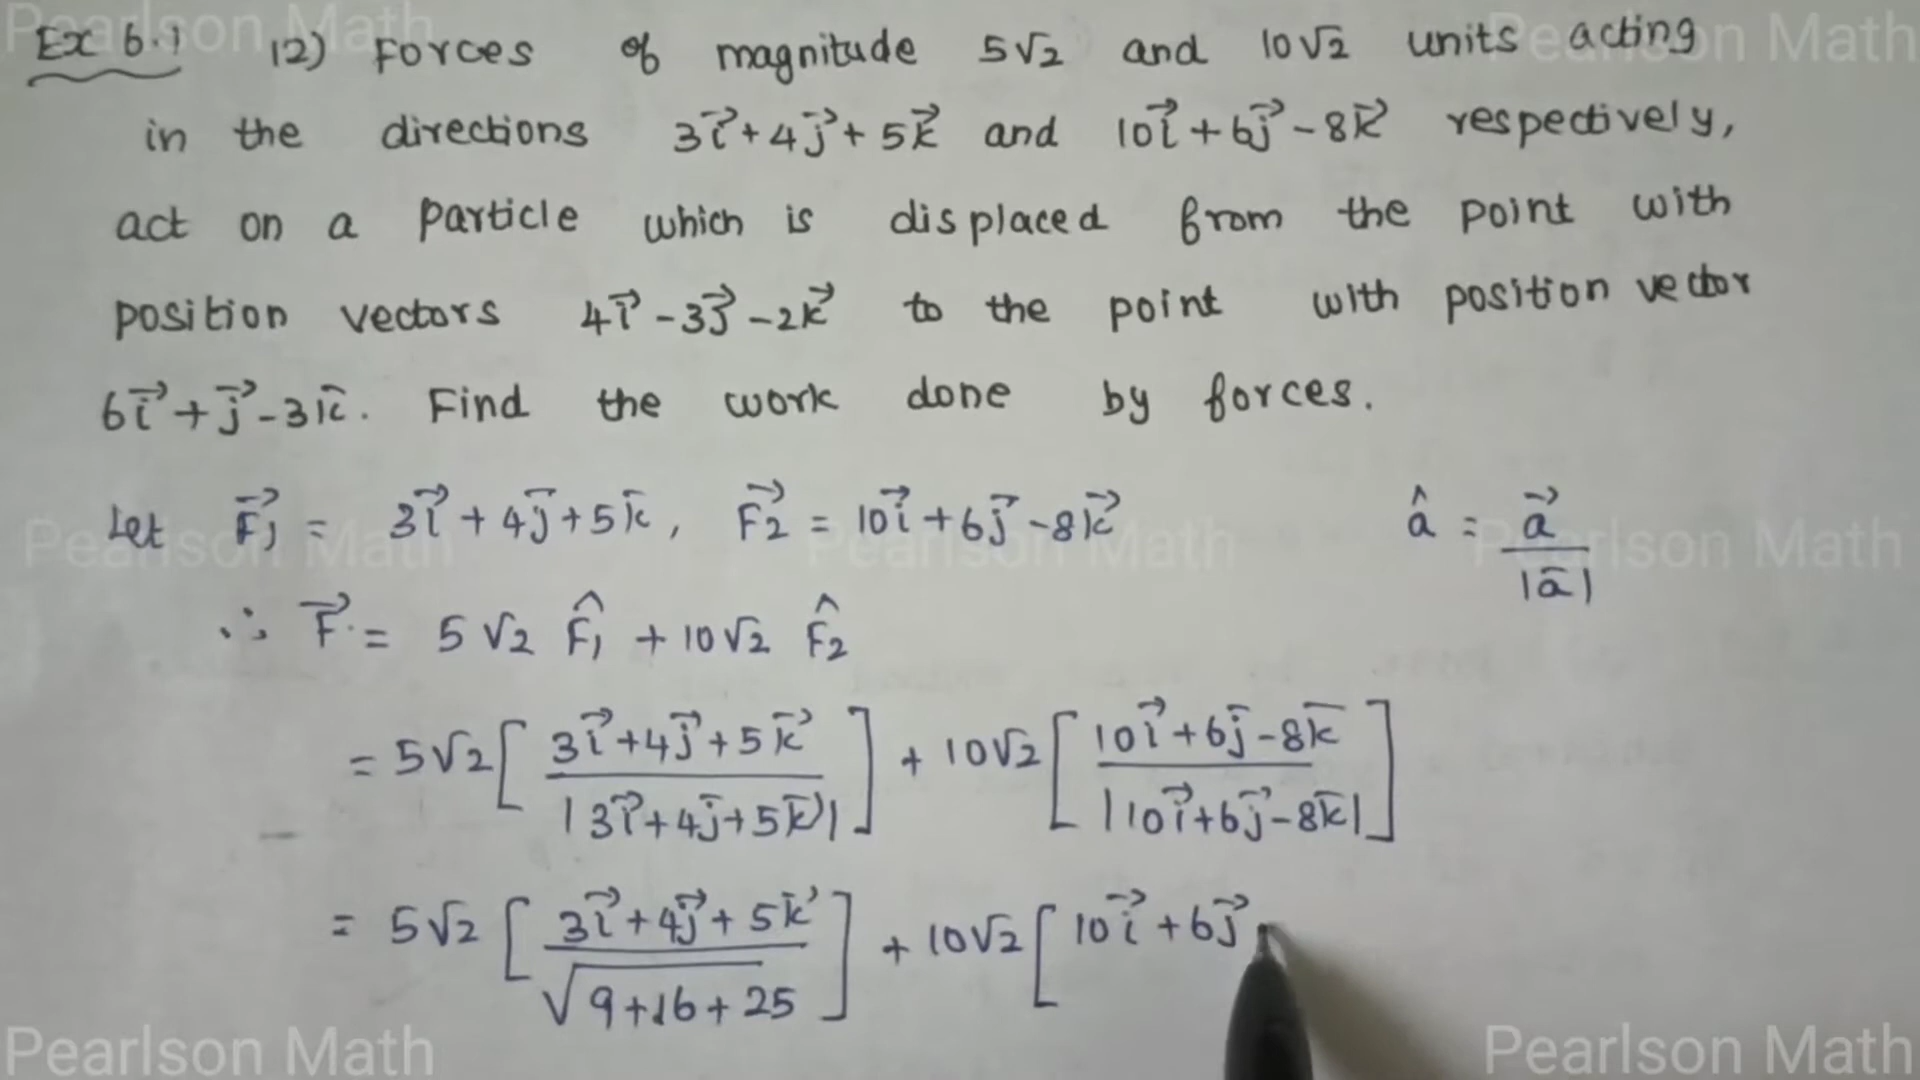 Ex 6.1 12) Forces of magnitude 5√2 and 10√2 units acting
in the directions 3i⃗ + 4j⃗ + 5k⃗ and 10i⃗ + 6j⃗ - 8k⃗ respectively,
act on a particle which is displaced from the point with
position vectors 4i⃗ - 3j⃗ - 2k⃗ to the point with position vector
6i⃗ + j⃗ - 3k̄. Find the work done by forces.
Let F⃗1 = 3i⃗ + 4j̄ + 5k̄, F⃗2 = 10i⃗ + 6j⃗ - 8k⃗ â = a⃗ / |ā|
∴ F⃗ = 5√2 F̂1 + 10√2 F̂2
= 5√2 [ 3i⃗ + 4j⃗ + 5k⃗ / |3i⃗ + 4j̄ + 5k̄| ] + 10√2 [ 10i⃗ + 6j̄ - 8k̄ / |10i⃗ + 6j⃗ - 8k̄| ]
= 5√2 [ 3i⃗ + 4j⃗ + 5k⃗ / √9+16+25 ] + 10√2 [ 10i⃗ + 6j⃗
Pearlson Math
Pearlson Math
Pearlson Math
Pearlson Math
Pearlson Math
Pearlson Math
Pearlson Math